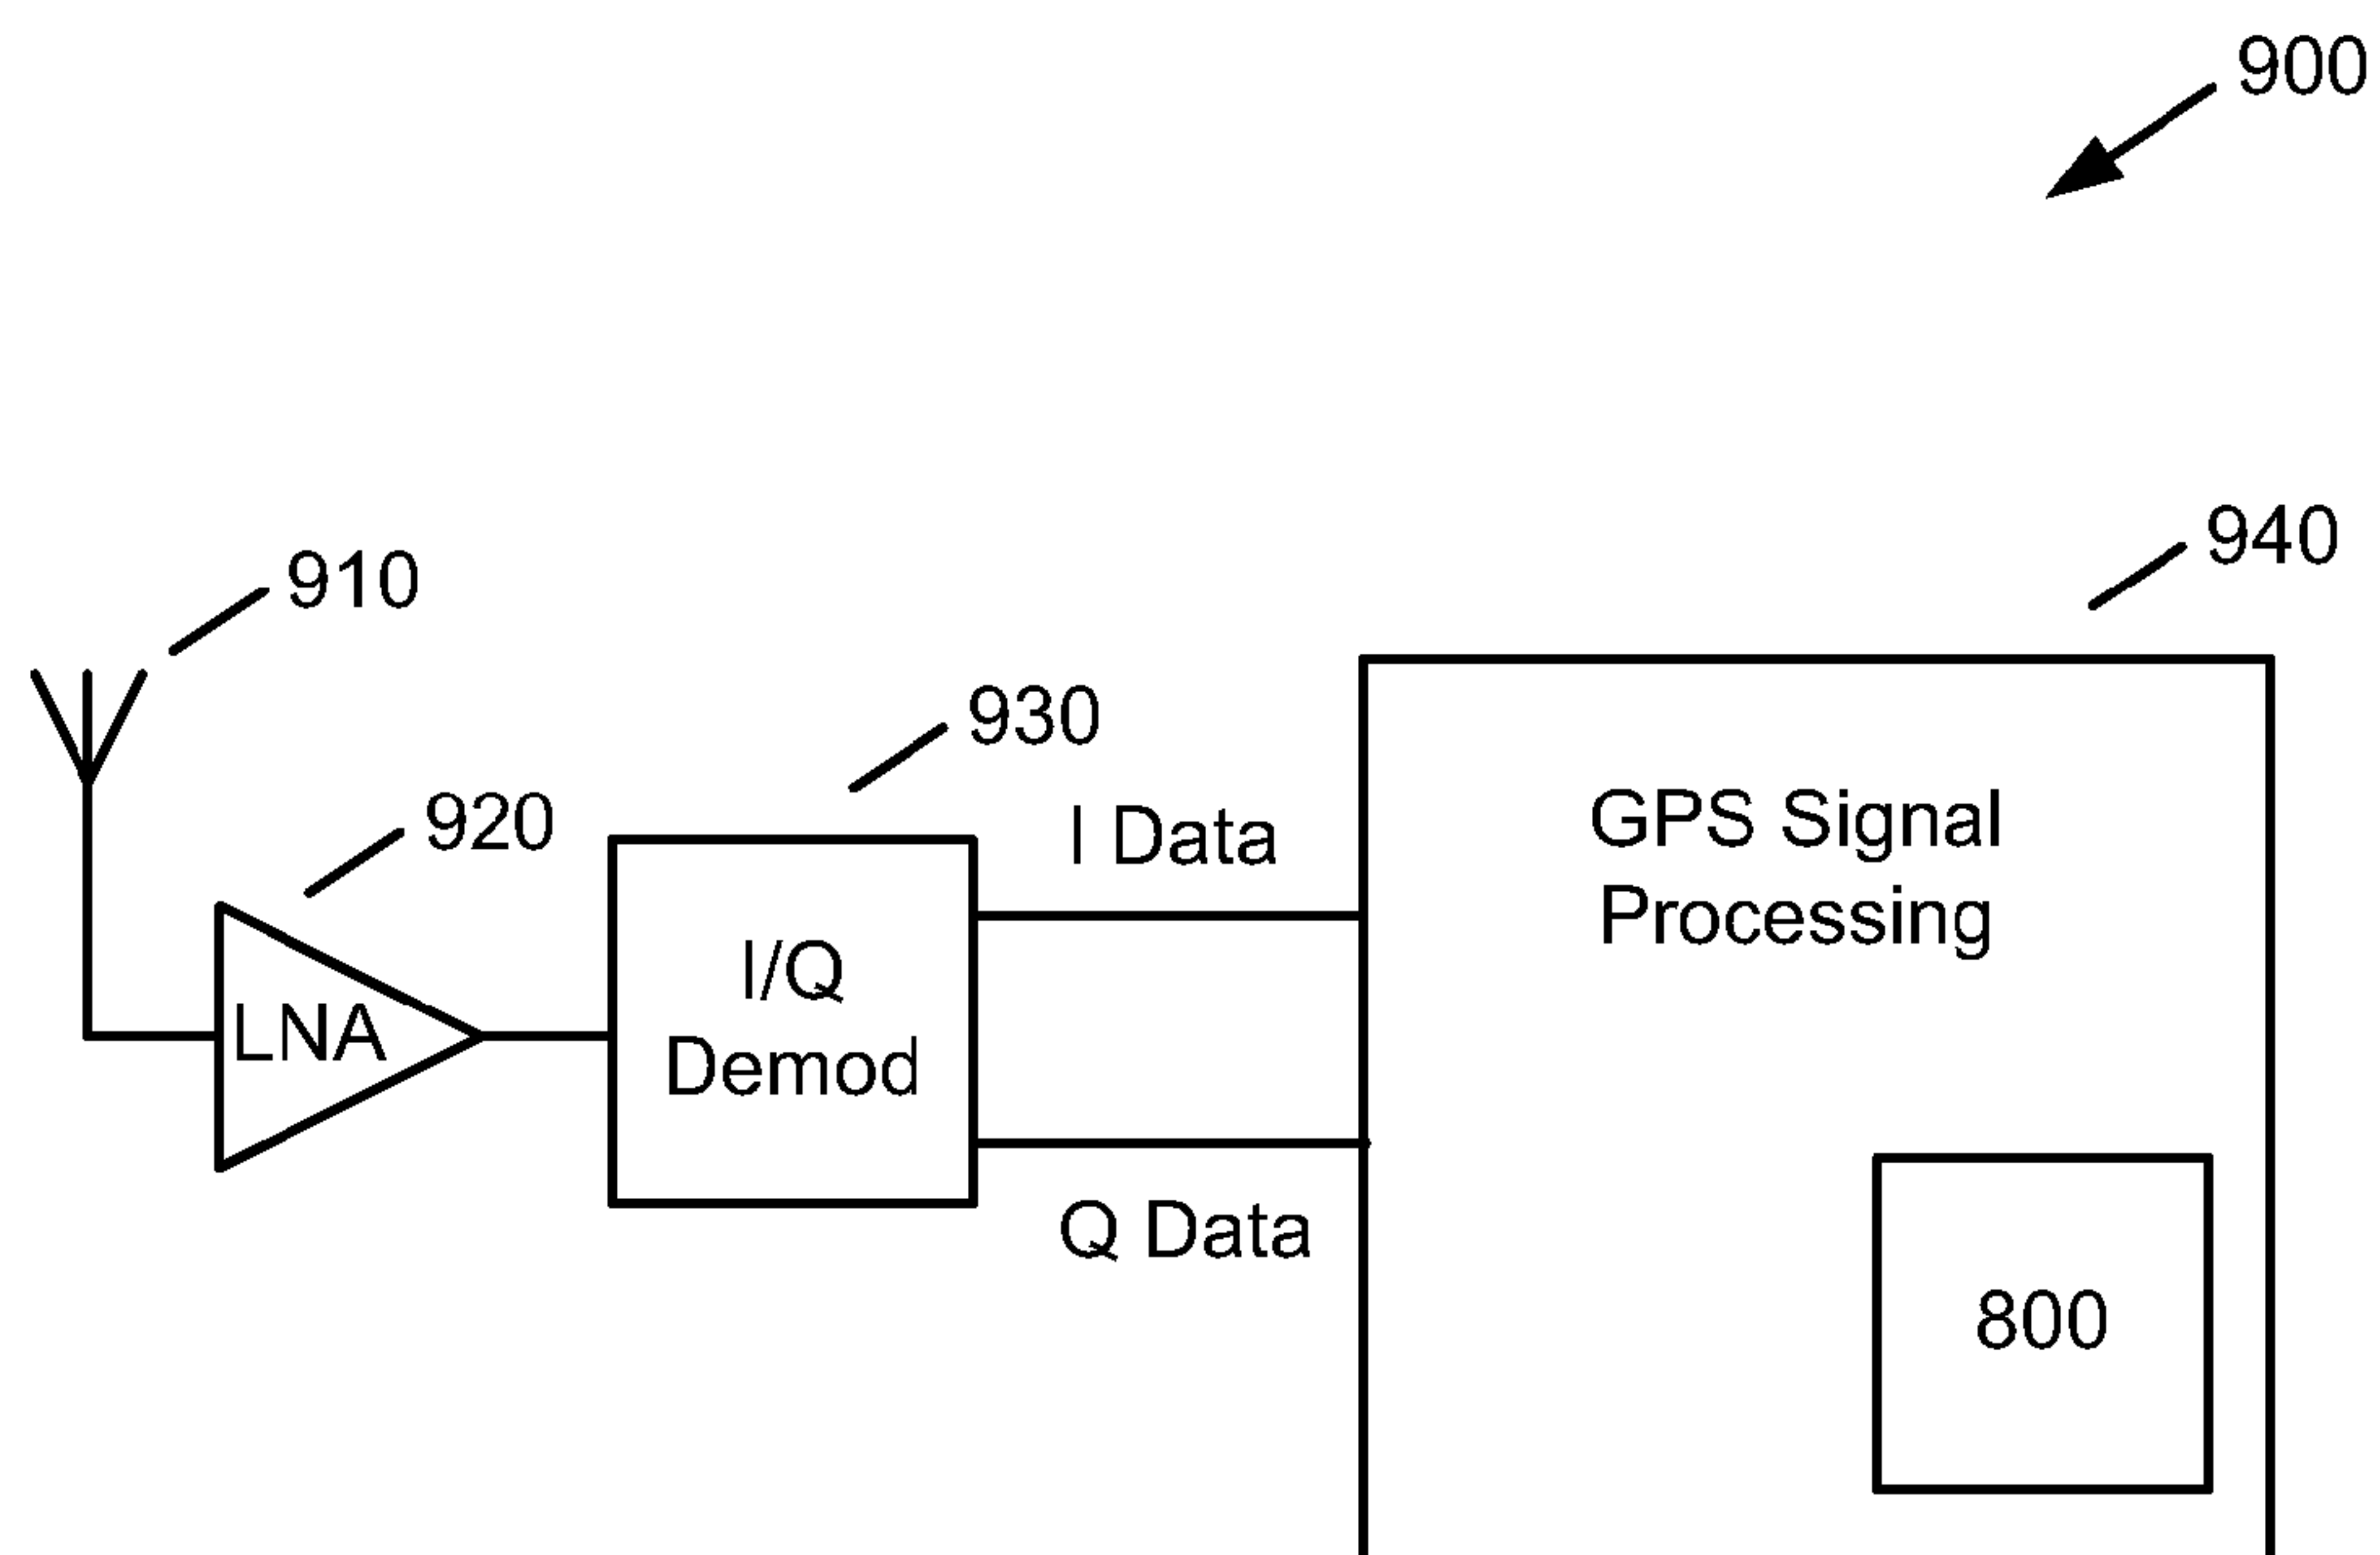 900
940
910
930
920
I Data
GPS Signal
Processing
I/Q
Demod
LNA
Q Data
800